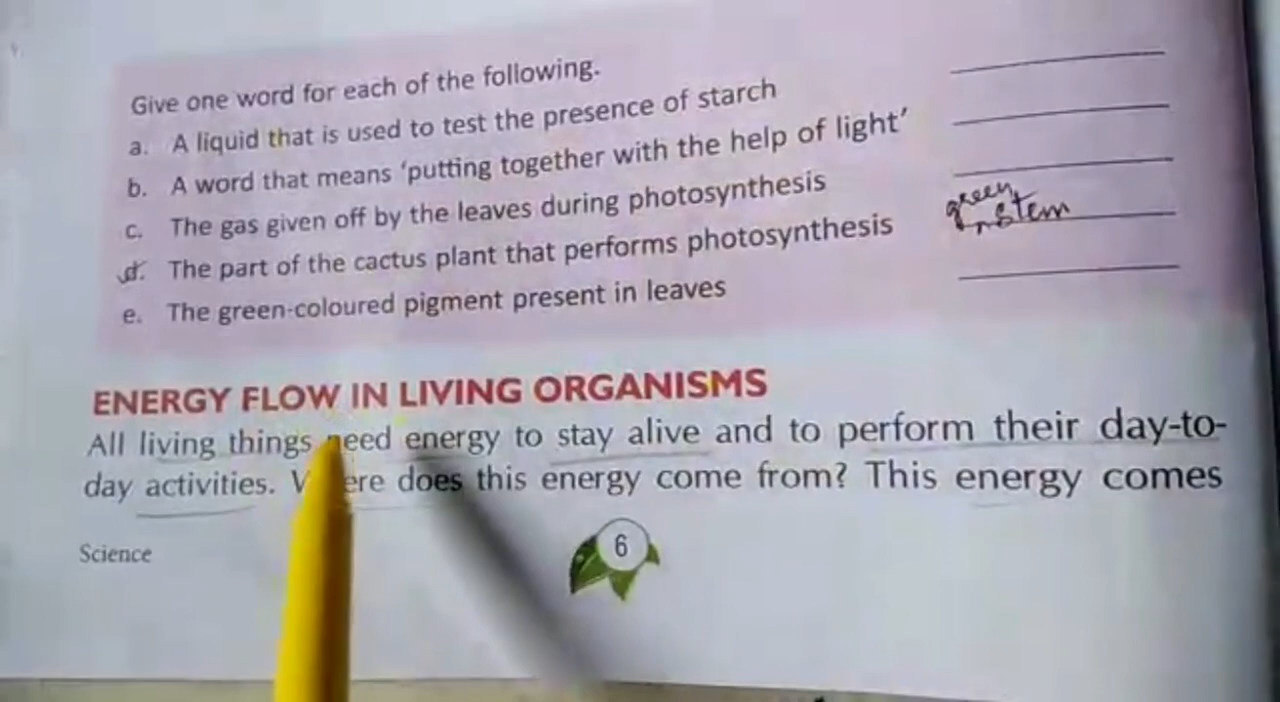 Give one word for each of the following.
a. A liquid that is used to test the presence of starch
b. A word that means 'putting together with the help of light'
c. The gas given off by the leaves during photosynthesis
d. The part of the cactus plant that performs photosynthesis green stem
e. The green-coloured pigment present in leaves
ENERGY FLOW IN LIVING ORGANISMS
All living things need energy to stay alive and to perform their day-to-
day activities. does this energy come from? This energy comes
Science 6